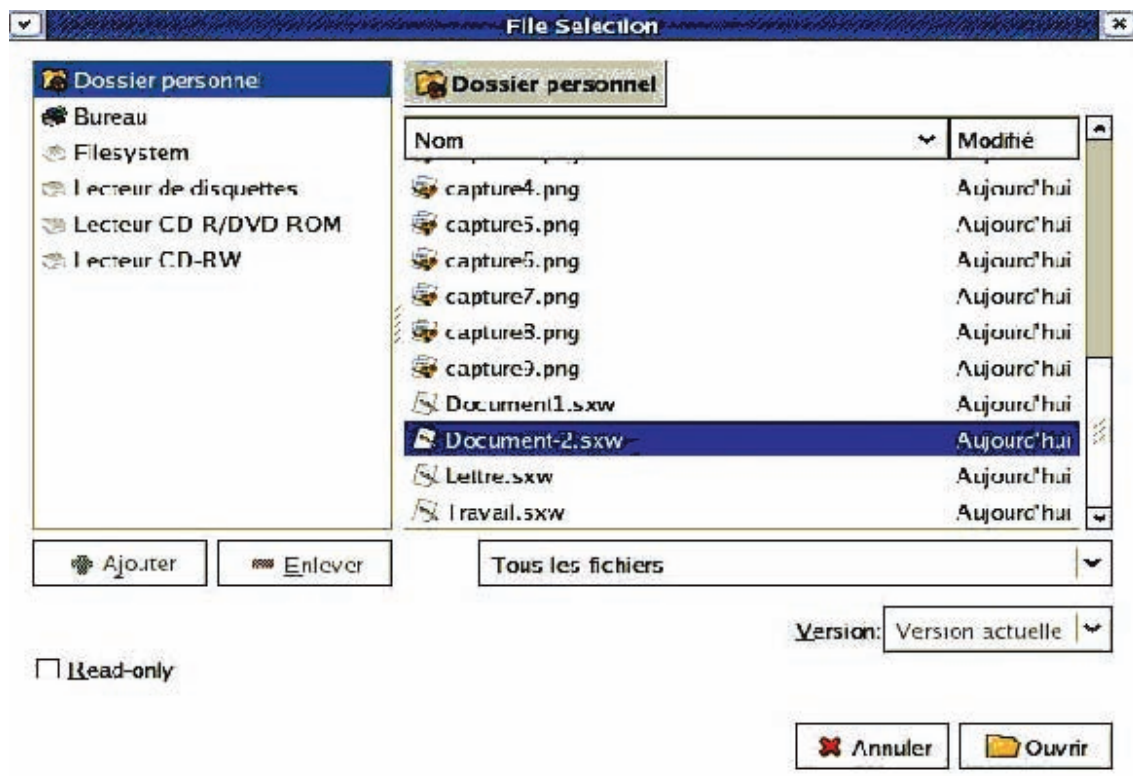 File Selection
Dossier personnel
Bureau
Filesystem
Lecteur de disquettes
Lecteur CD R/DVD ROM
Lecteur CD-RW
Dossier personnel
Nom Modifié
capture4.png Aujourd'hui
capture5.png Aujourd'hui
capture6.png Aujourd'hui
capture7.png Aujourd'hui
capture8.png Aujourd'hui
capture9.png Aujourd'hui
Document1.sxw Aujourd'hui
Document-2.sxw Aujourd'hui
Lettre.sxw Aujourd'hui
Travail.sxw Aujourd'hui
Ajouter Enlever Tous les fichiers
Version: Version actuelle
Read-only
Annuler Ouvrir